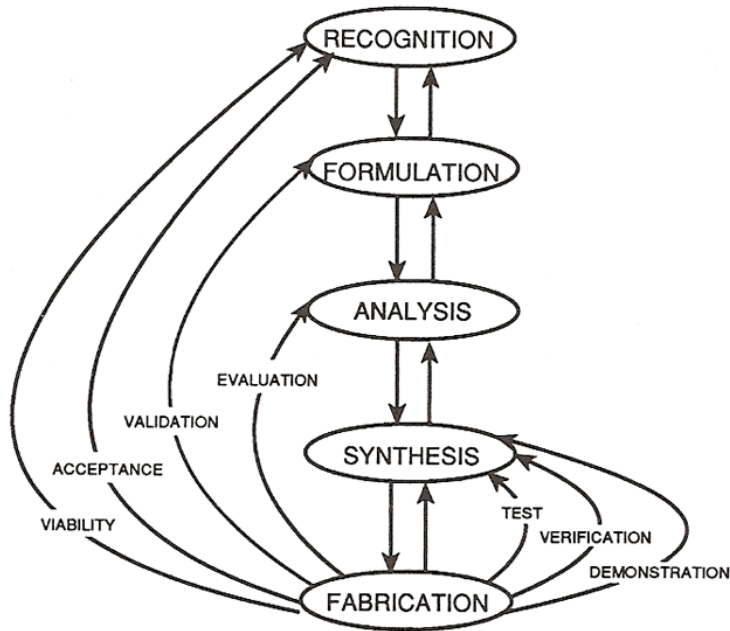 RECOGNITION
FORMULATION
ANALYSIS
EVALUATION
VALIDATION
SYNTHESIS
ACCEPTANCE
TEST
VIABILITY
VERIFICATION
DEMONSTRATION
FABRICATION